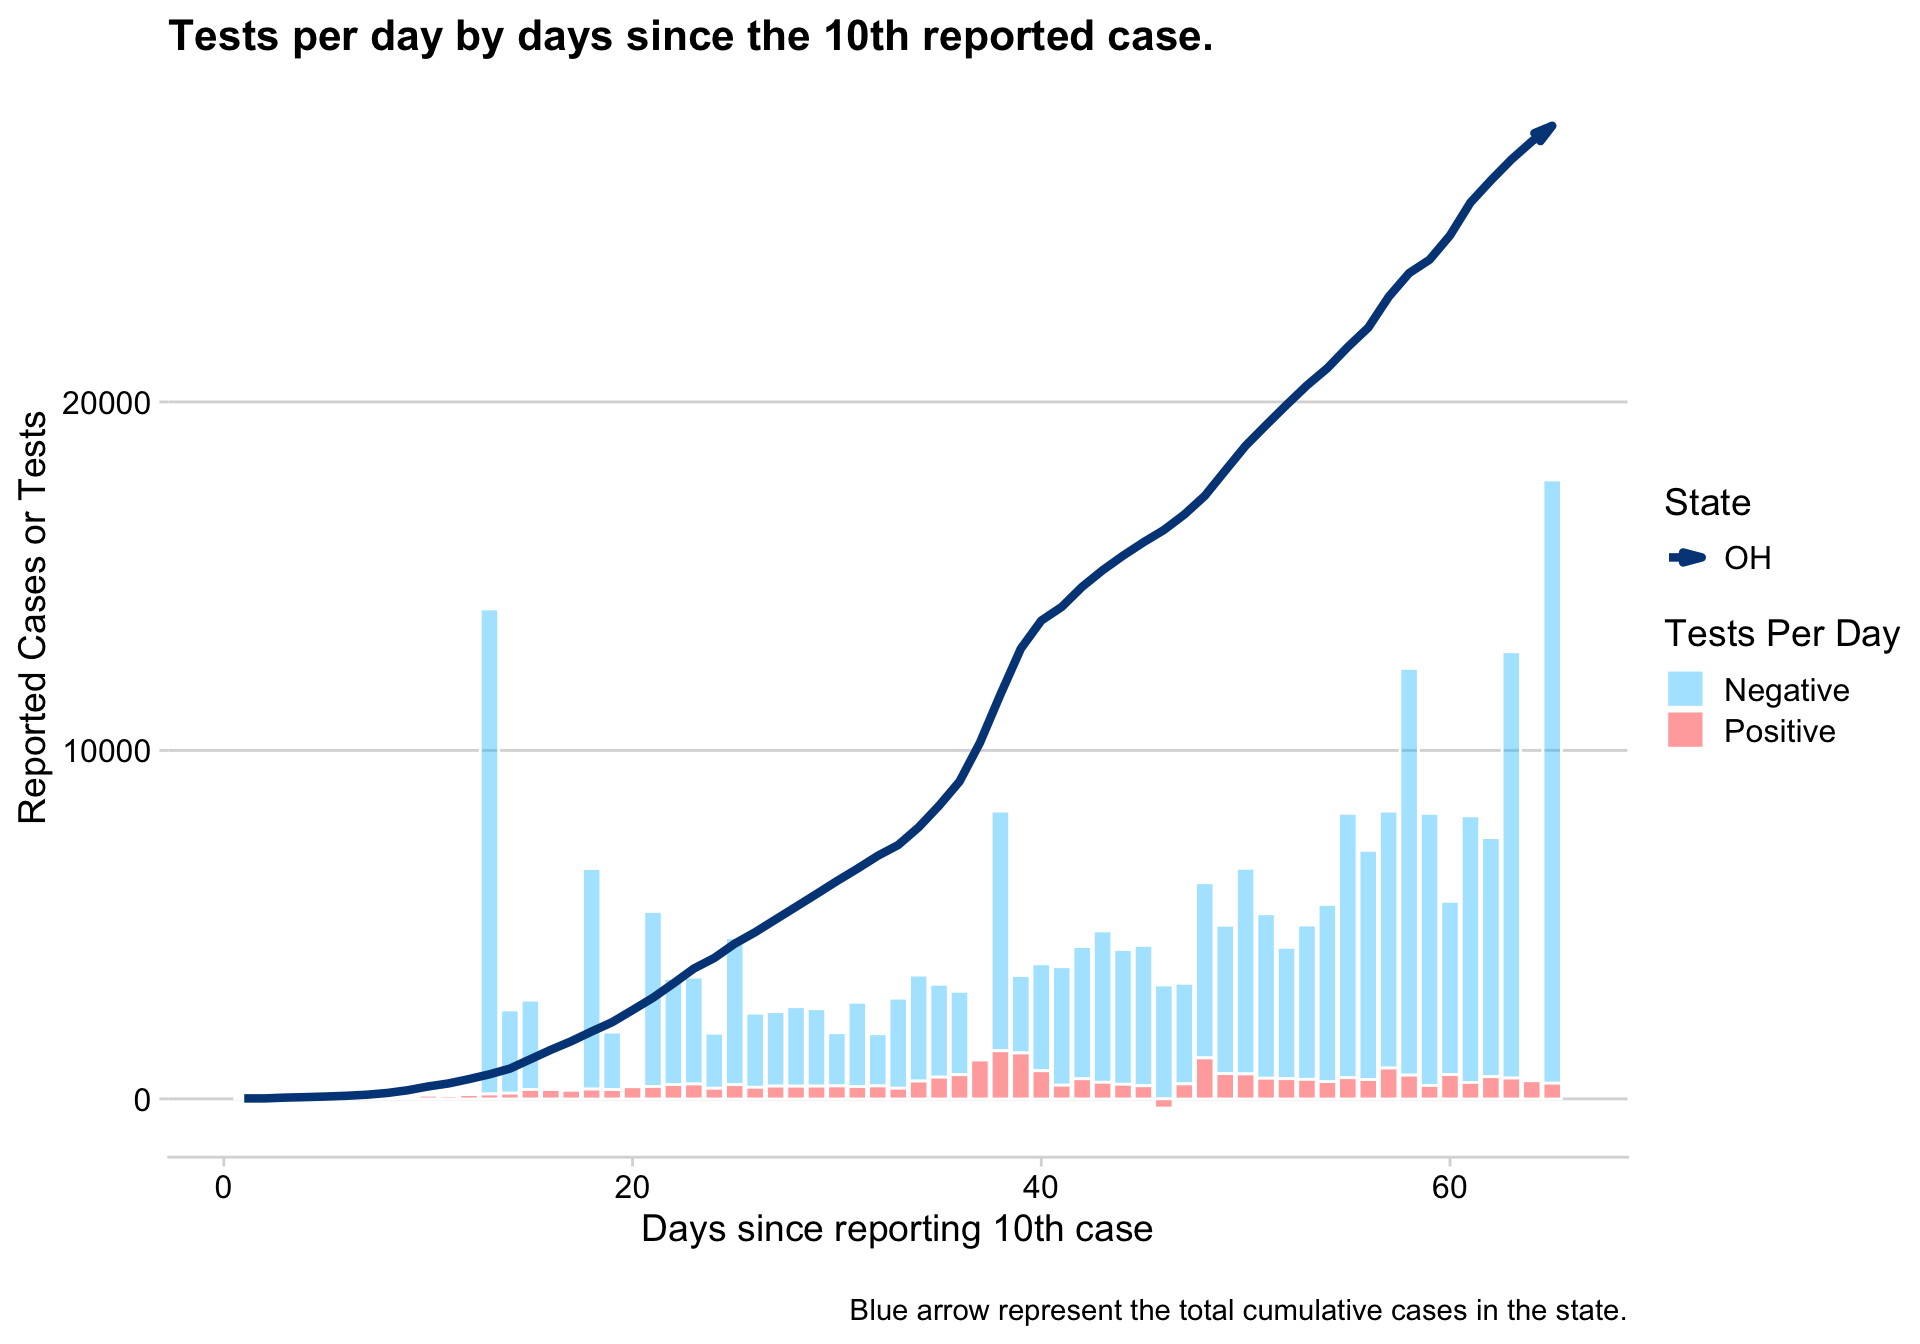 Tests per day by days since the 10th reported case.
Reported Cases or Tests
20000
10000
0
0
20
40
60
Days since reporting 10th case
State
OH
Tests Per Day
Negative
Positive
Blue arrow represent the total cumulative cases in the state.